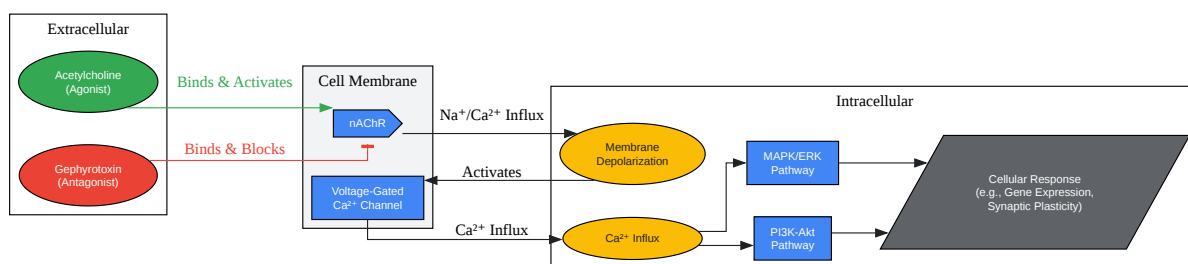 Extracellular
Acetylcholine
(Agonist)
Gephyrotoxin
(Antagonist)
Binds & Activates
Binds & Blocks
Cell Membrane
nAChR
Voltage-Gated
Ca²⁺ Channel
Na⁺/Ca²⁺ Influx
Activates
Ca²⁺ Influx
Intracellular
Membrane
Depolarization
Ca²⁺ Influx
MAPK/ERK
Pathway
PI3K-Akt
Pathway
Cellular Response
(e.g., Gene Expression,
Synaptic Plasticity)